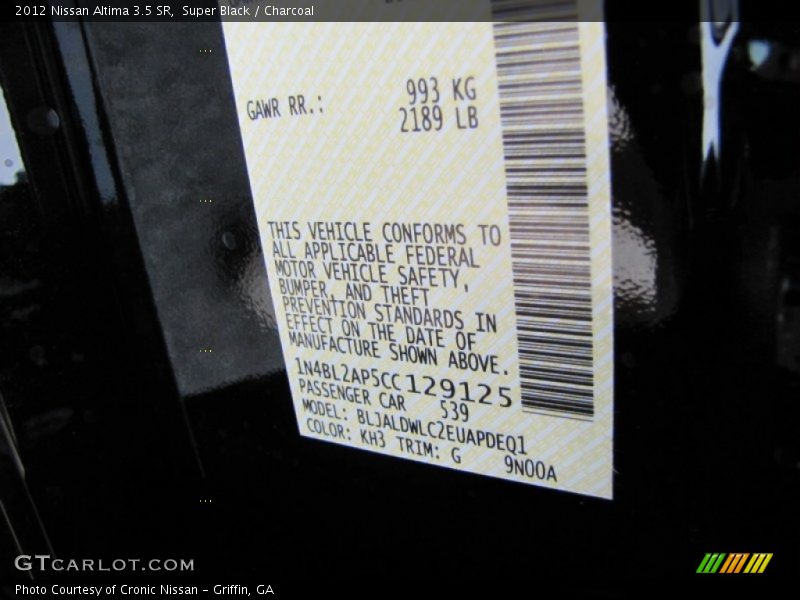 2012 Nissan Altima 3.5 SR,  Super Black / Charcoal
GAWR RR.: 993 KG
2189 LB
THIS VEHICLE CONFORMS TO
ALL APPLICABLE FEDERAL
MOTOR VEHICLE SAFETY,
BUMPER, AND THEFT
PREVENTION STANDARDS IN
EFFECT ON THE DATE OF
MANUFACTURE SHOWN ABOVE.
1N4BL2AP5CC129125
PASSENGER CAR 539
MODEL: BLJALDWLC2EUAPDEQ1
COLOR: KH3 TRIM: G 9N00A
GTCARLOT.COM
Photo Courtesy of Cronic Nissan - Griffin, GA